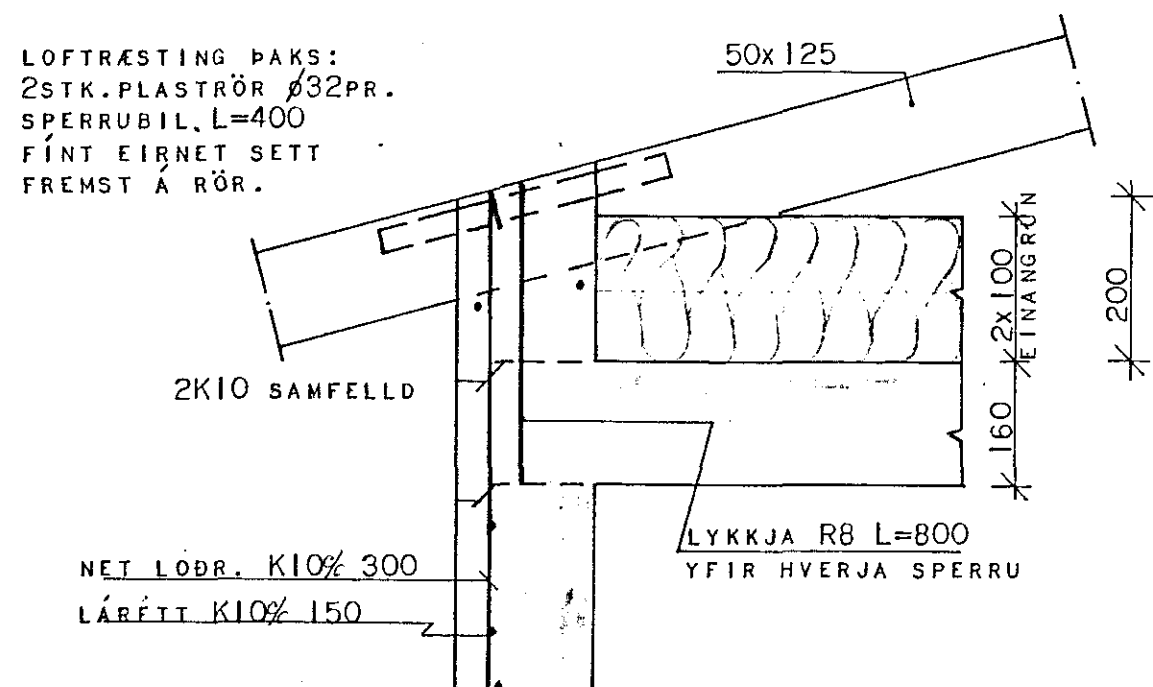 LOFTRÆSTING ÞAKS:
2STK.PLASTRÖR ø32PR.
SPERRUBIL. L=400
FÍNT EIRNET SETT
FREMST Á RÖR.
50x125
2x100
EINANGRUN
200
2K10 SAMFELLD
160
LYKKJA R8 L=800
YFIR HVERJA SPERRU
NET LÓÐR. K10% 300
LÁRÉTT K10% 150